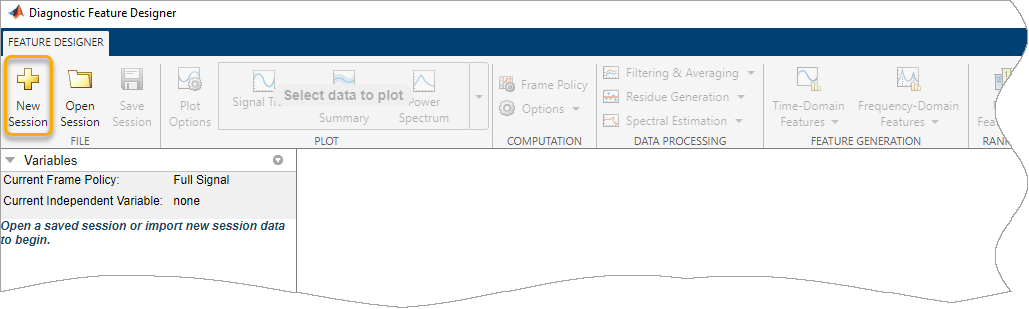 Diagnostic Feature Designer
FEATURE DESIGNER
New
Session
Open
Session
Save
Session
Plot
Options
Select data to plot
Signal
Summary
Power
Spectrum
Frame Policy
Options
Filtering & Averaging
Residue Generation
Spectral Estimation
Time-Domain
Features
Frequency-Domain
Features
FILE
PLOT
COMPUTATION
DATA PROCESSING
FEATURE GENERATION
Variables
Current Frame Policy: Full Signal
Current Independent Variable: none
Open a saved session or import new session data
to begin.